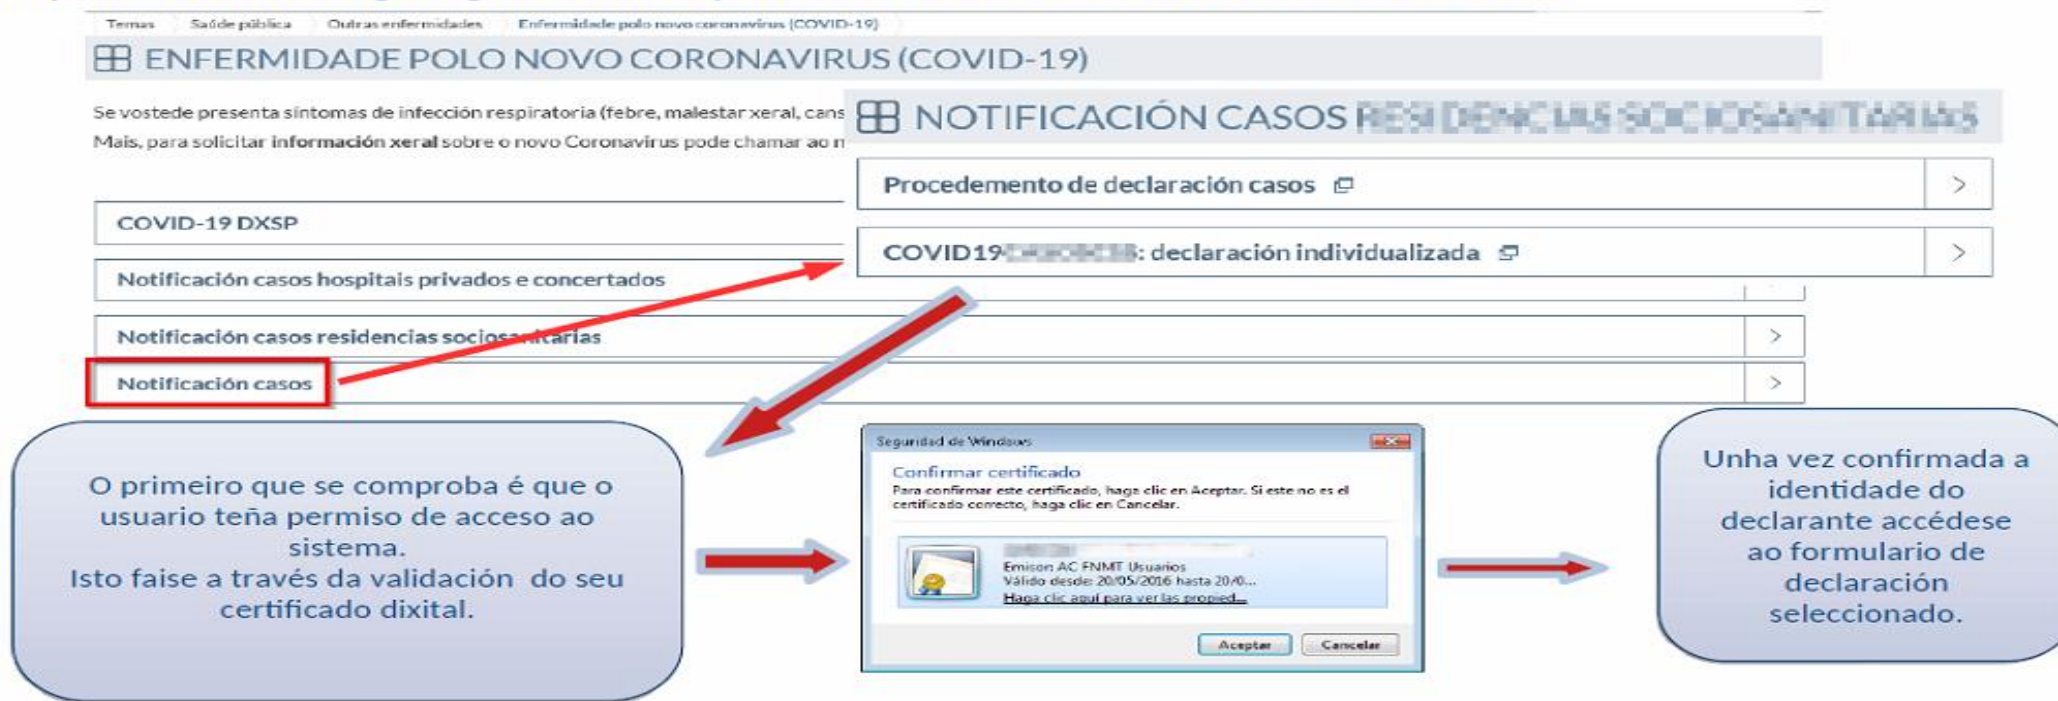 Temas Saúde pública Outras enfermidades Enfermidade polo novo coronavirus (COVID-19)
ENFERMIDADE POLO NOVO CORONAVIRUS (COVID-19)
Se vostede presenta síntomas de infección respiratoria (febre, malestar xeral, cans
Mais, para solicitar información xeral sobre o novo Coronavirus pode chamar ao n
COVID-19 DXSP
Notificación casos hospitais privados e concertados
Notificación casos residencias sociosanitarias
Notificación casos
NOTIFICACIÓN CASOS RESIDENCIAS SOCIOSANITARIAS
Procedemento de declaración casos
COVID19 : declaración individualizada
O primeiro que se comproba é que o
usuario teña permiso de acceso ao
sistema.
Isto faise a través da validación do seu
certificado dixital.
Seguridad de Windows
Confirmar certificado
Para confirmar este certificado, haga clic en Aceptar. Si este no es el
certificado correcto, haga clic en Cancelar.
Emisor: AC FNMT Usuarios
Válido desde: 20/05/2016 hasta 20/0...
Haga clic aquí para ver las propied...
Aceptar Cancelar
Unha vez confirmada a
identidade do
declarante accédese
ao formulario de
declaración
seleccionado.